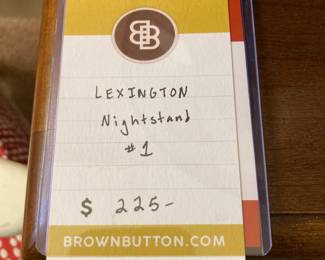 BB
LEXINGTON
Nightstand
#1
$ 225-
BROWNBUTTON.COM